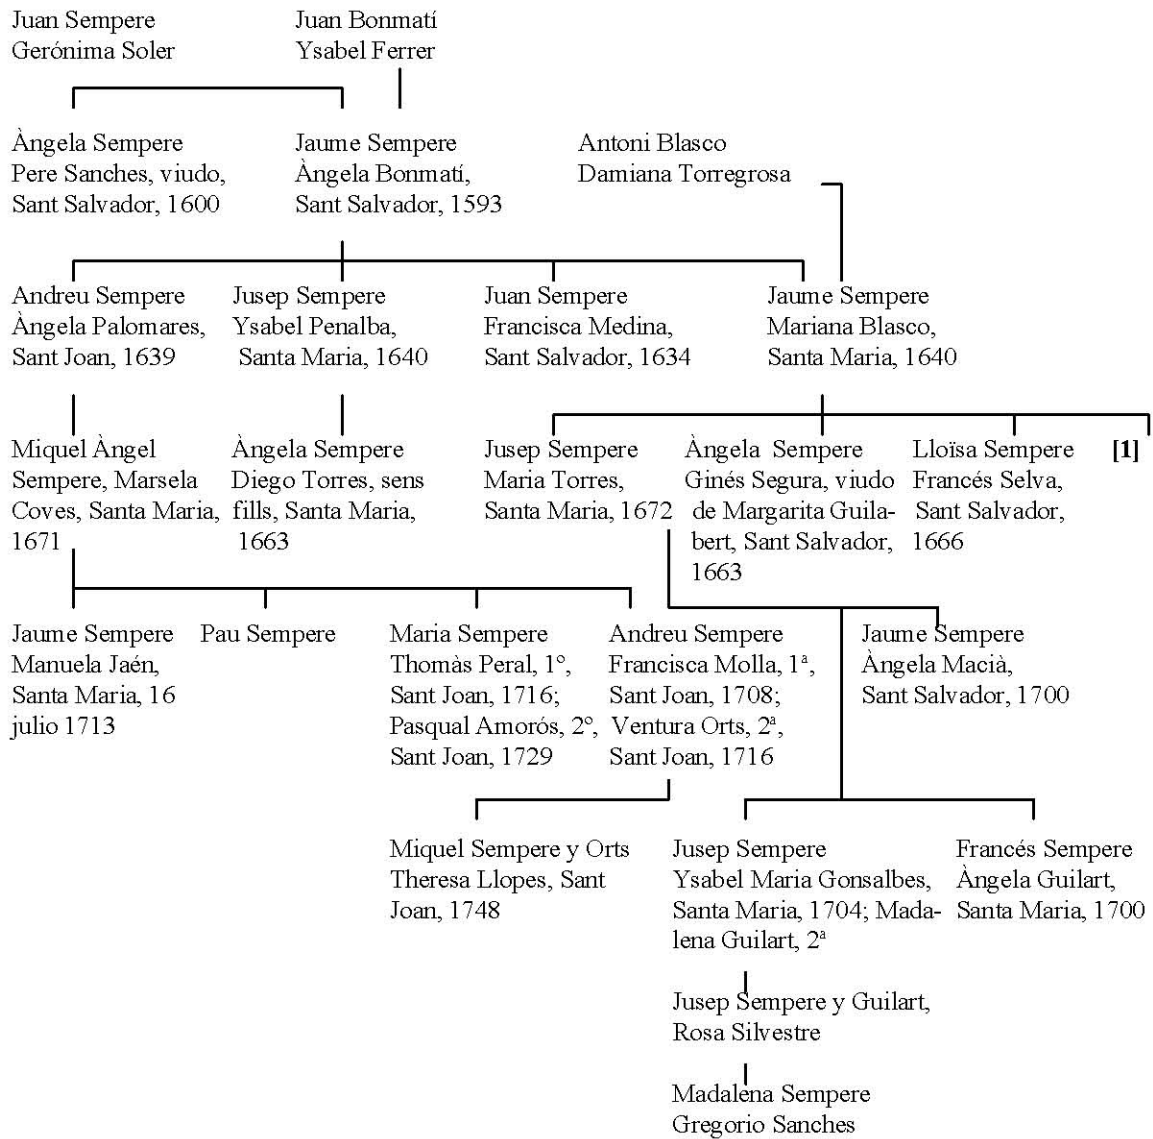 Juan Sempere
Gerónima Soler
Juan Bonmatí
Ysabel Ferrer
Àngela Sempere
Pere Sanches, viudo,
Sant Salvador, 1600
Jaume Sempere
Àngela Bonmatí,
Sant Salvador, 1593
Antoni Blasco
Damiana Torregrosa
Andreu Sempere
Àngela Palomares,
Sant Joan, 1639
Jusep Sempere
Ysabel Penalba,
Santa Maria, 1640
Juan Sempere
Francisca Medina,
Sant Salvador, 1634
Jaume Sempere
Mariana Blasco,
Santa Maria, 1640
Miquel Àngel
Sempere, Marsela
Coves, Santa Maria,
1671
Àngela Sempere
Diego Torres, sens
fills, Santa Maria,
1663
Jusep Sempere
Maria Torres,
Santa Maria, 1672
Àngela Sempere
Ginés Segura, viudo
de Margarita Guila-
bert, Sant Salvador,
1663
Lloïsa Sempere
Francés Selva,
Sant Salvador,
1666
[1]
Jaume Sempere
Manuela Jaén,
Santa Maria, 16
julio 1713
Pau Sempere
Maria Sempere
Thomàs Peral, 1º,
Sant Joan, 1716;
Pasqual Amorós, 2º,
Sant Joan, 1729
Andreu Sempere
Francisca Molla, 1ª,
Sant Joan, 1708;
Ventura Orts, 2ª,
Sant Joan, 1716
Jaume Sempere
Àngela Macià,
Sant Salvador, 1700
Miquel Sempere y Orts
Theresa Llopes, Sant
Joan, 1748
Jusep Sempere
Ysabel Maria Gonsalbes,
Santa Maria, 1704; Mada-
lena Guilart, 2ª
Francés Sempere
Àngela Guilart,
Santa Maria, 1700
Jusep Sempere y Guilart,
Rosa Silvestre
Madalena Sempere
Gregorio Sanches